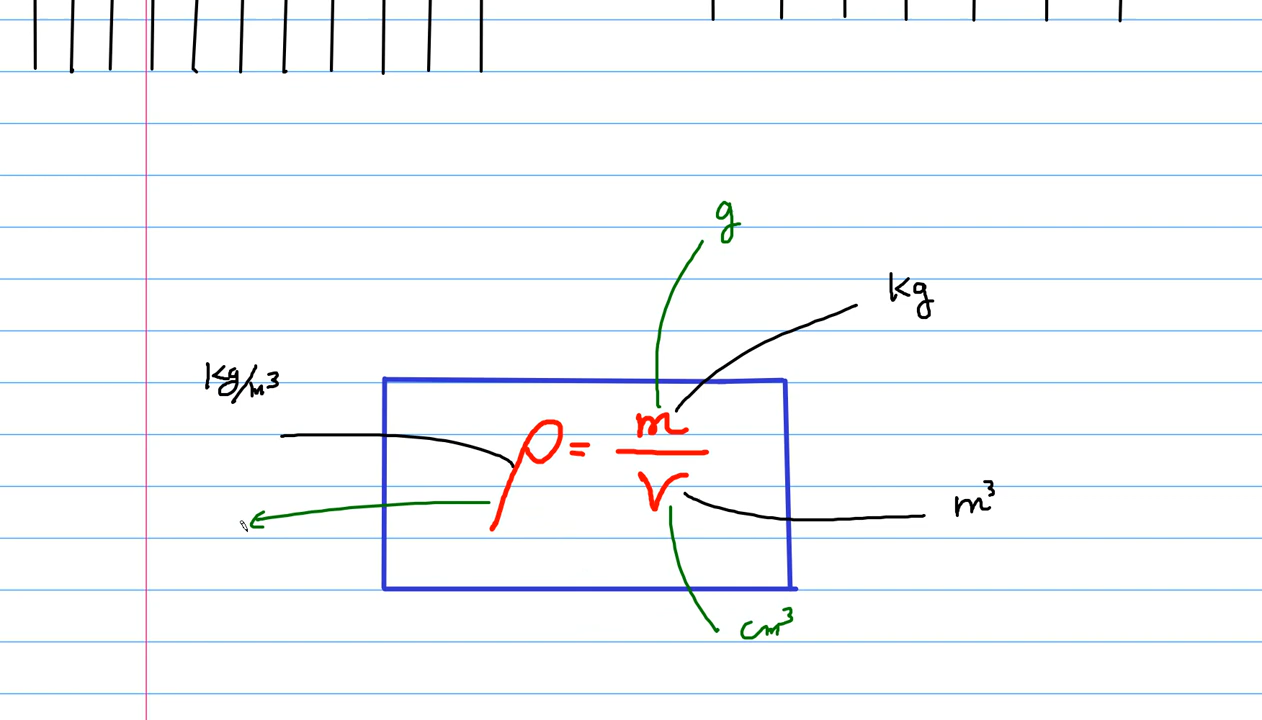 g
kg
kg/m³
ρ = m/V
m³
cm³